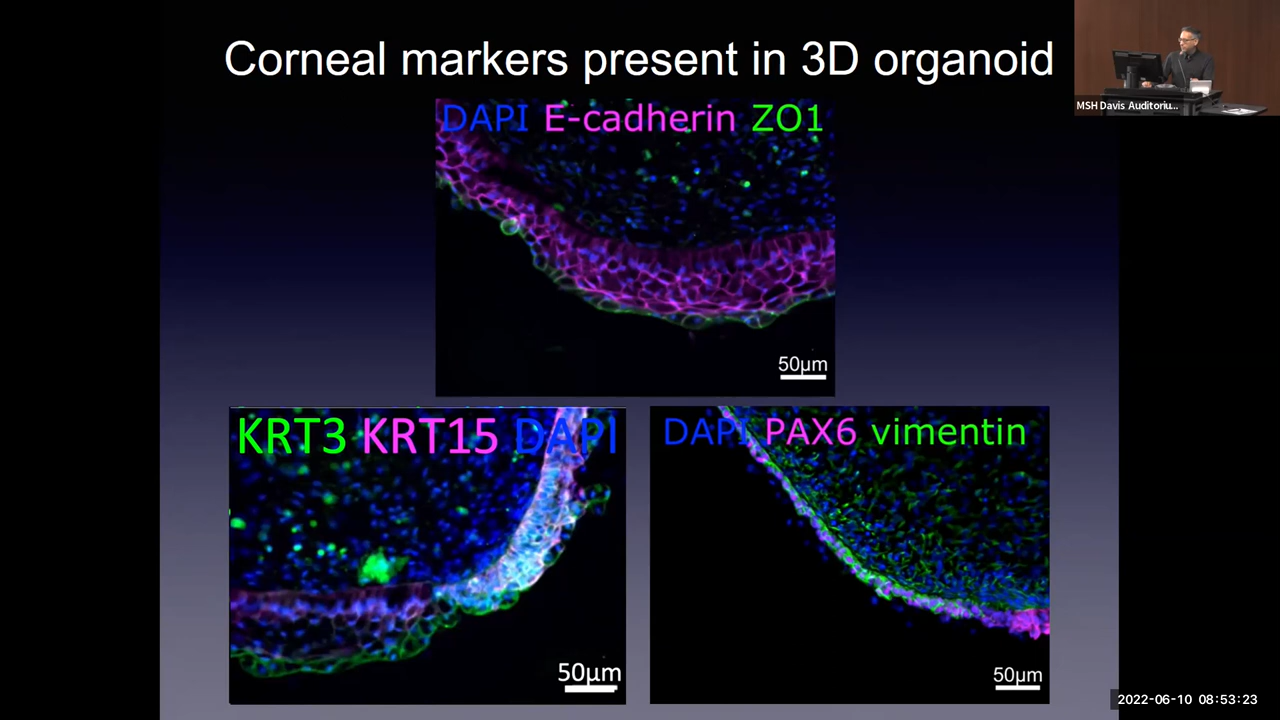 Corneal markers present in 3D organoid
MSH Davis Auditoriu...
DAPI E-cadherin ZO1
50μm
KRT3 KRT15 DAPI
50μm
DAPI PAX6 vimentin
50μm
2022-06-10 08:53:23